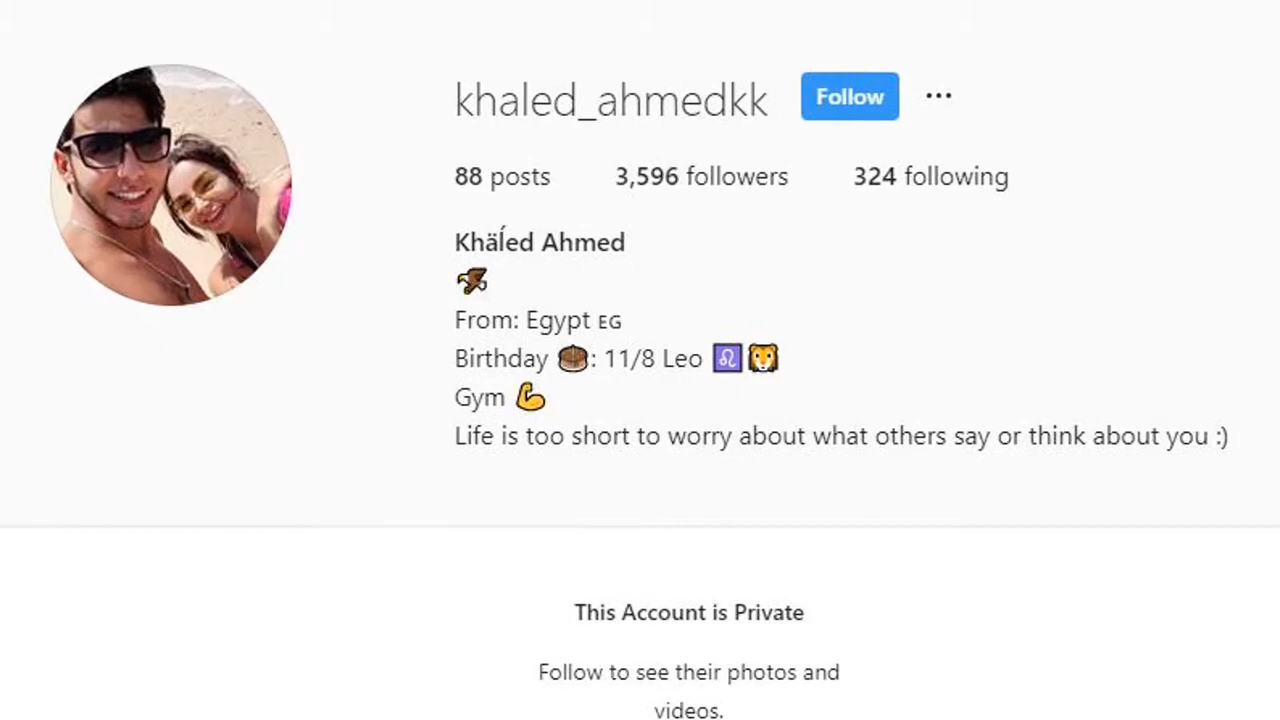 khaled_ahmedkk Follow ...
88 posts 3,596 followers 324 following
Khäĺed Ahmed
From: Egypt EG
Birthday 🎂: 11/8 Leo ♌🦁
Gym 💪
Life is too short to worry about what others say or think about you :)
This Account is Private
Follow to see their photos and
videos.